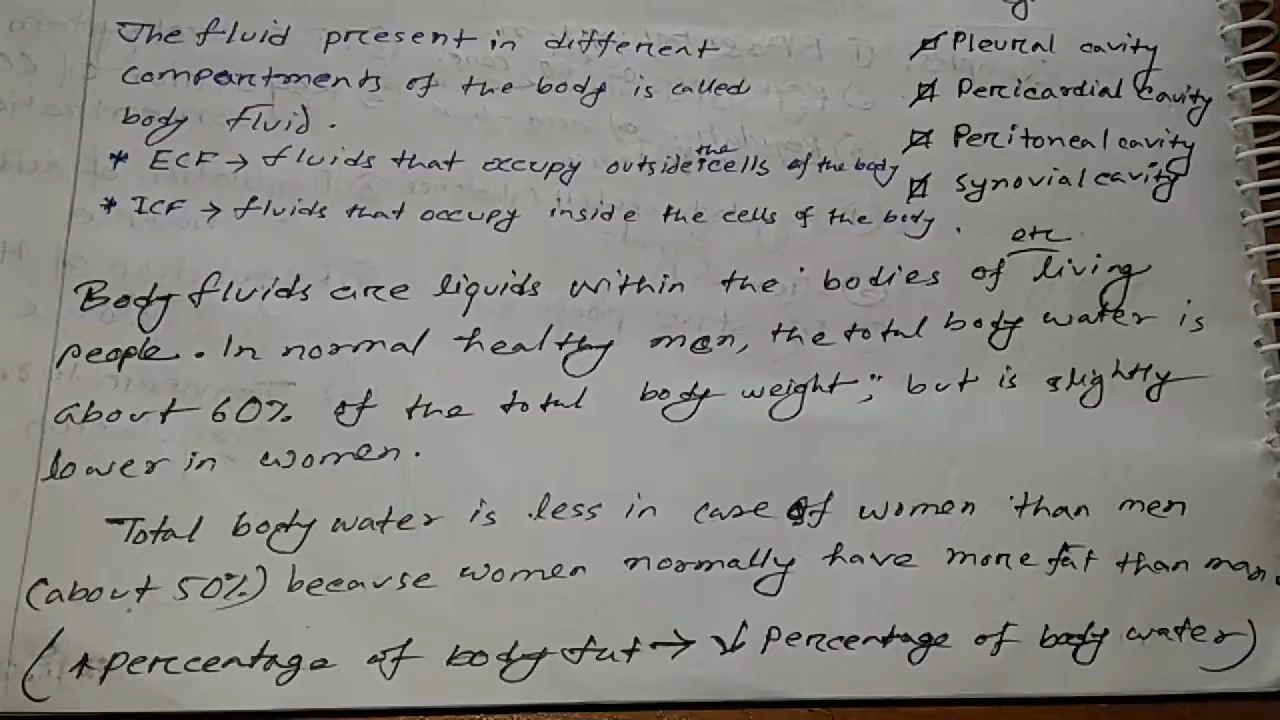 The fluid present in different
compartments of the body is called
body fluid.
* ECF → fluids that occupy outside the cells of the body
* ICF → fluids that occupy inside the cells of the body.
Pleural cavity
Pericardial cavity
Peritoneal cavity
Synovial cavity
etc
Body fluids are liquids within the bodies of living
people. In normal healthy man, the total body water is
about 60% of the total body weight; but is slightly
lower in women.
Total body water is less in case of women than men
(about 50%) because women normally have more fat than man.
(↑ percentage of body fat → ↓ percentage of body water)